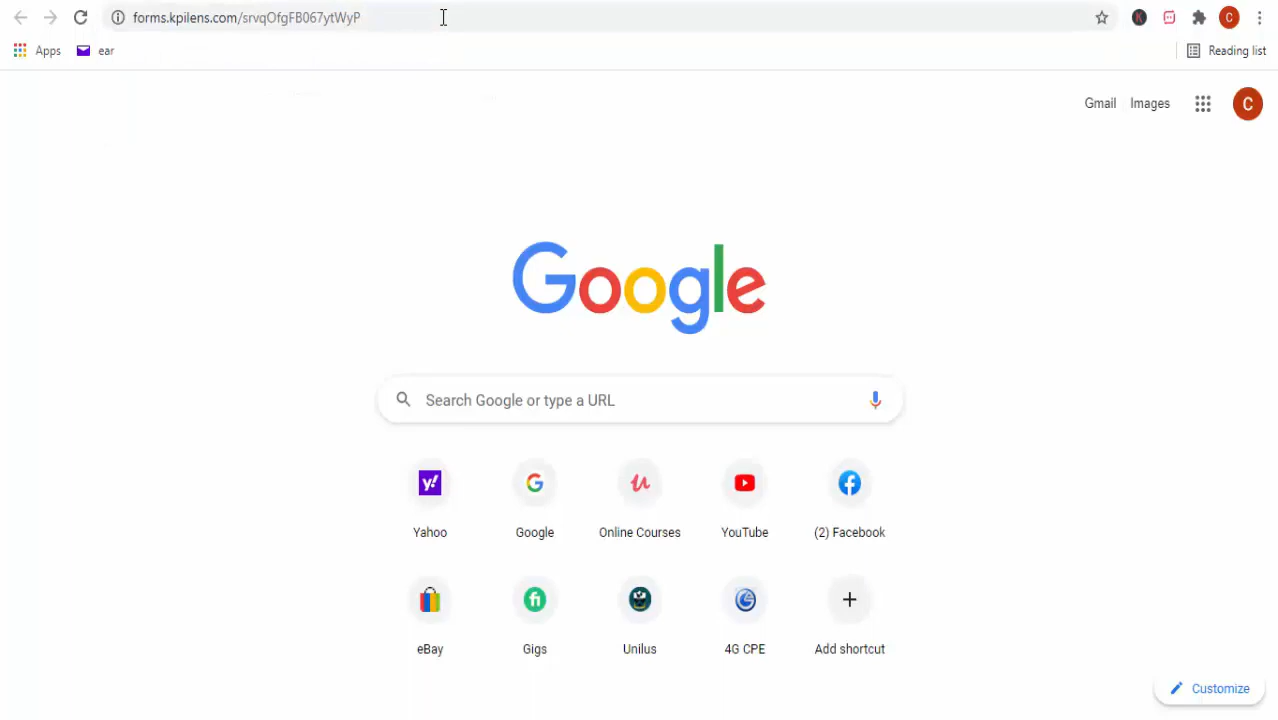 forms.kpilens.com/srvqOfgFB067ytWyP
K
C
Apps
ear
Reading list
Gmail
Images
C
Google
Search Google or type a URL
Yahoo
Google
Online Courses
YouTube
(2) Facebook
eBay
Gigs
Unilus
4G CPE
Add shortcut
Customize